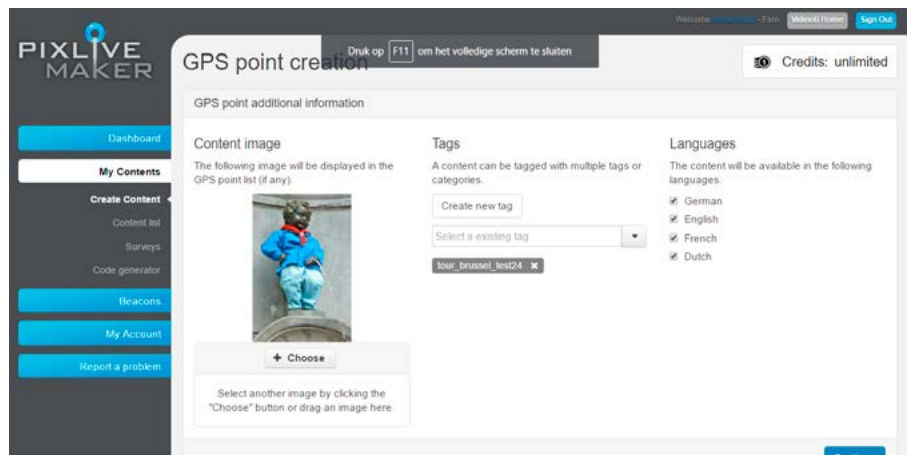 Welcome - Faro Vidinoti Home Sign Out
PIXLIVE
MAKER
Druk op F11 om het volledige scherm te sluiten
GPS point creation
Credits: unlimited
GPS point additional information
Dashboard
My Contents
Create Content
Content list
Surveys
Code generator
Beacons
My Account
Report a problem
Content image
The following image will be displayed in the
GPS point list (if any).
+ Choose
Select another image by clicking the
"Choose" button or drag an image here.
Tags
A content can be tagged with multiple tags or
categories.
Create new tag
Select a existing tag
tour_brussel_test24 ×
Languages
The content will be available in the following
languages.
German
English
French
Dutch